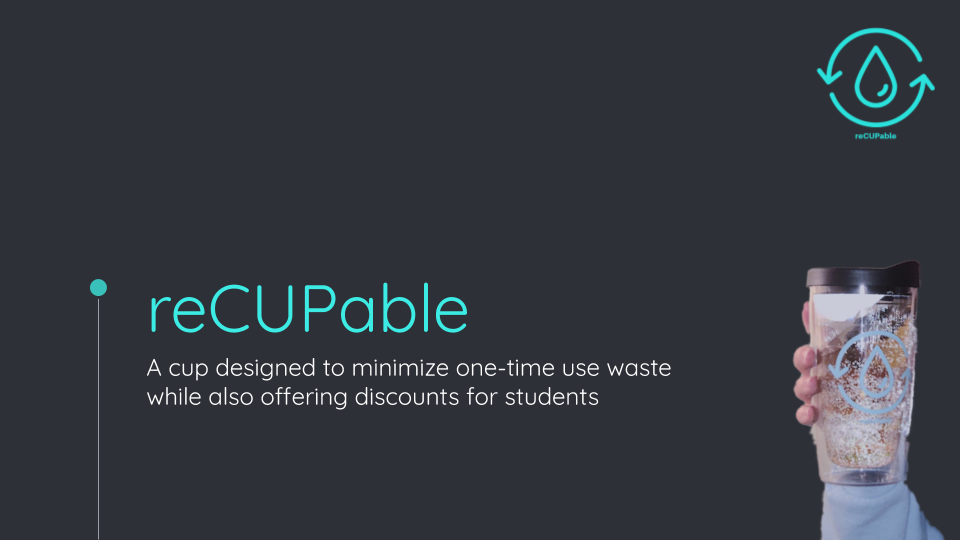 reCUPable
reCUPable
A cup designed to minimize one-time use waste
while also offering discounts for students